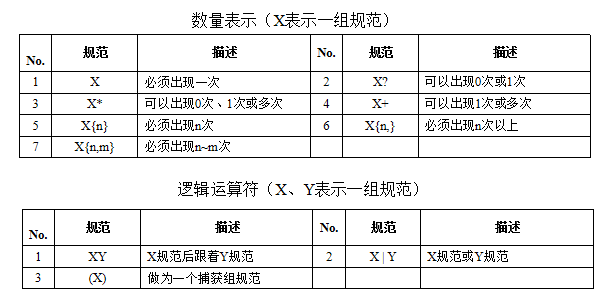 数量表示（X表示一组规范）
No. 规范 描述 No. 规范 描述
1 X 必须出现一次 2 X? 可以出现0次或1次
3 X* 可以出现0次、1次或多次 4 X+ 可以出现1次或多次
5 X{n} 必须出现n次 6 X{n,} 必须出现n次以上
7 X{n,m} 必须出现n~m次
逻辑运算符（X、Y表示一组规范）
No. 规范 描述 No. 规范 描述
1 XY X规范后跟着Y规范 2 X | Y X规范或Y规范
3 (X) 做为一个捕获组规范